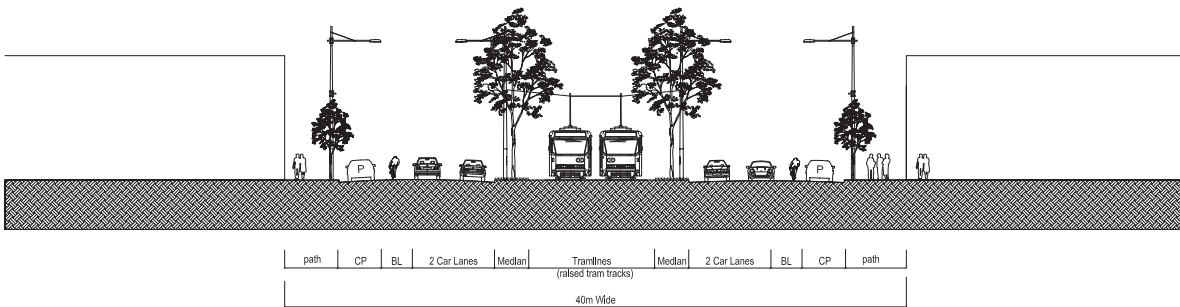 P
P
path CP BL 2 Car Lanes Median Tramlines Median 2 Car Lanes BL CP path
(raised tram tracks)
40m Wide